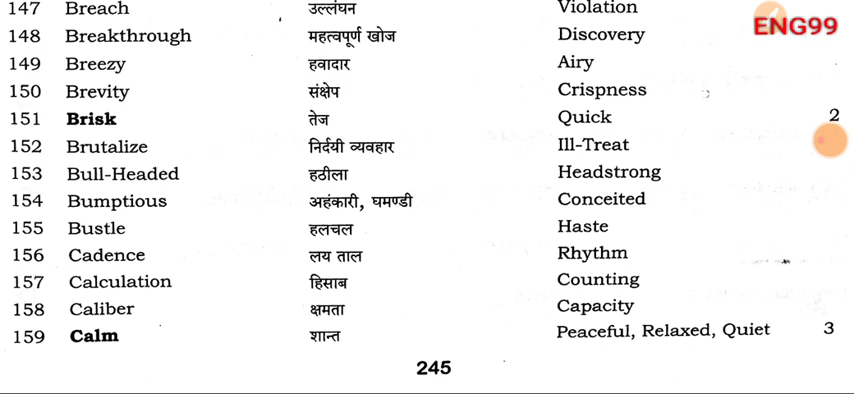 147 Breach उल्लंघन Violation
ENG99
148 Breakthrough महत्वपूर्ण खोज Discovery
149 Breezy हवादार Airy
150 Brevity संक्षेप Crispness
151 Brisk तेज Quick 2
152 Brutalize निर्दयी व्यवहार Ill-Treat
153 Bull-Headed हठीला Headstrong
154 Bumptious अहंकारी, घमण्डी Conceited
155 Bustle हलचल Haste
156 Cadence लय ताल Rhythm
157 Calculation हिसाब Counting
158 Caliber क्षमता Capacity
159 Calm शान्त Peaceful, Relaxed, Quiet 3
245